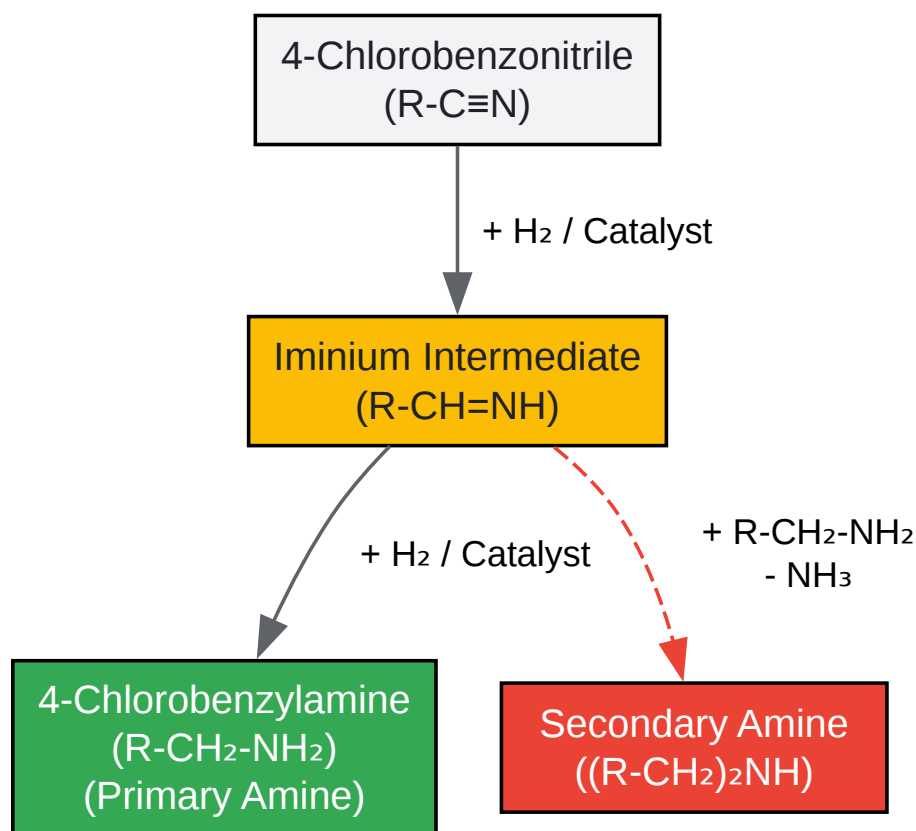 4-Chlorobenzonitrile
(R-C≡N)
+ H₂ / Catalyst
Iminium Intermediate
(R-CH=NH)
+ H₂ / Catalyst
+ R-CH₂-NH₂
- NH₃
4-Chlorobenzylamine
(R-CH₂-NH₂)
(Primary Amine)
Secondary Amine
((R-CH₂)₂NH)